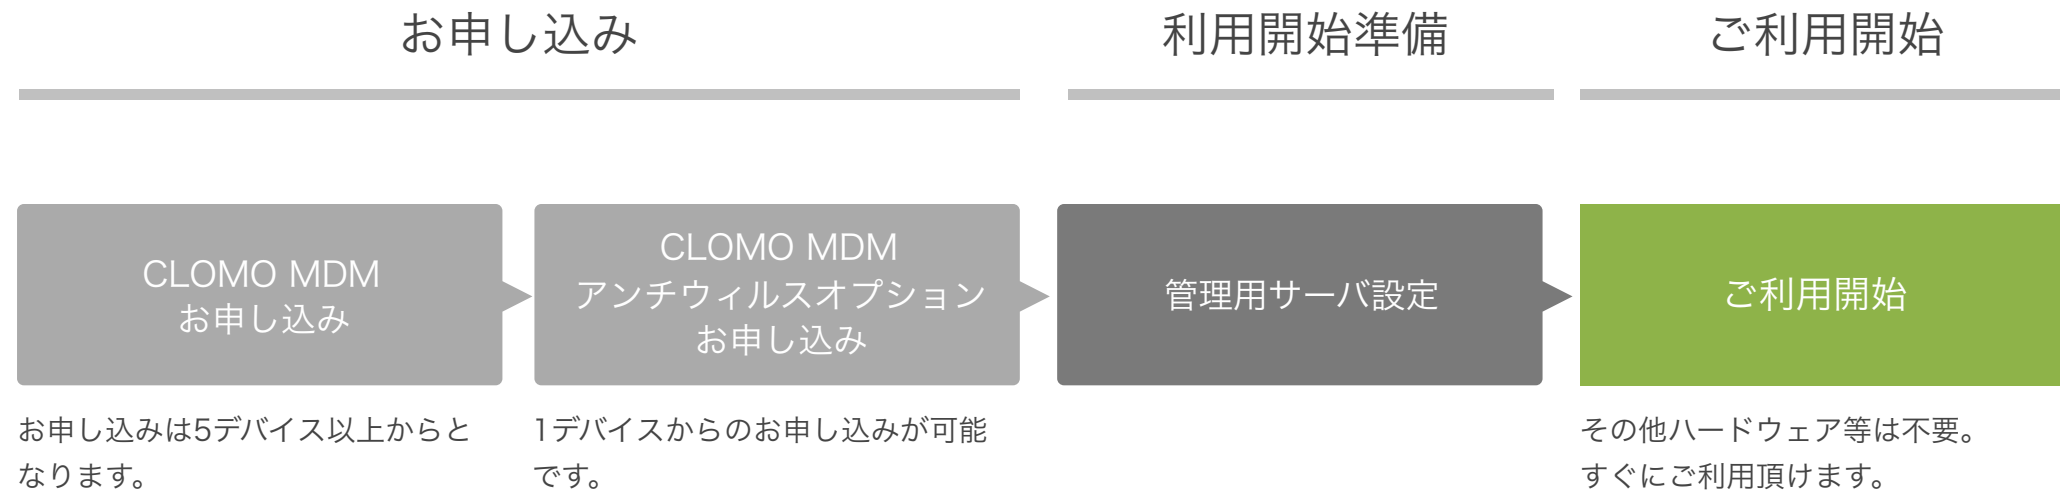 お申し込み
利用開始準備
ご利用開始
CLOMO MDM
お申し込み
CLOMO MDM
アンチウィルスオプション
お申し込み
管理用サーバ設定
ご利用開始
お申し込みは5デバイス以上からと
なります。
1デバイスからのお申し込みが可能
です。
その他ハードウェア等は不要。
すぐにご利用頂けます。